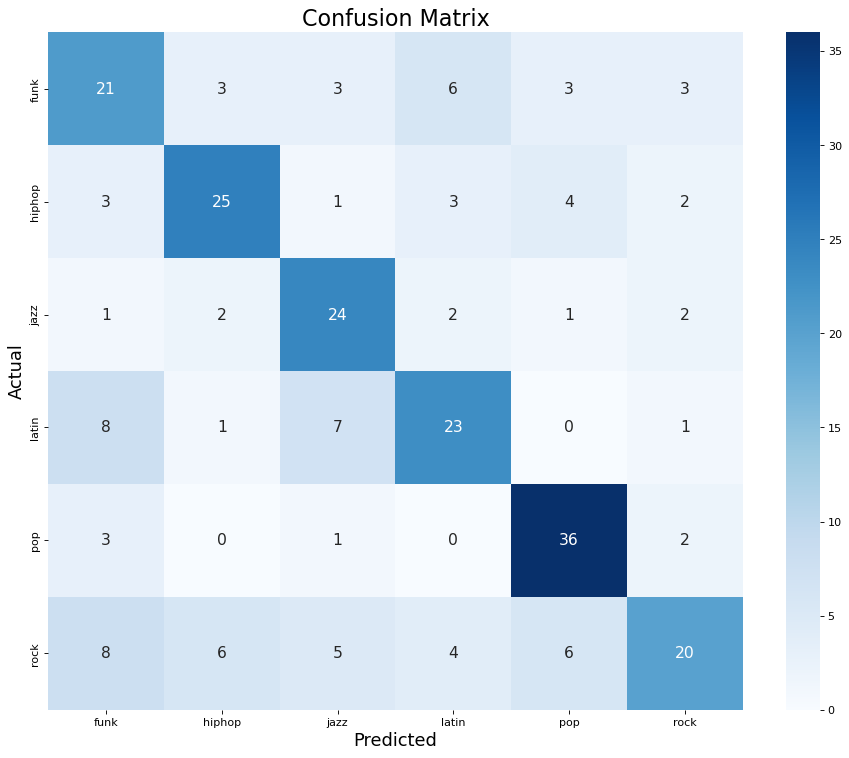 Confusion Matrix
Actual
funk 21 3 3 6 3 3
hiphop 3 25 1 3 4 2
jazz 1 2 24 2 1 2
latin 8 1 7 23 0 1
pop 3 0 1 0 36 2
rock 8 6 5 4 6 20
funk hiphop jazz latin pop rock
Predicted
35
30
25
20
15
10
5
0